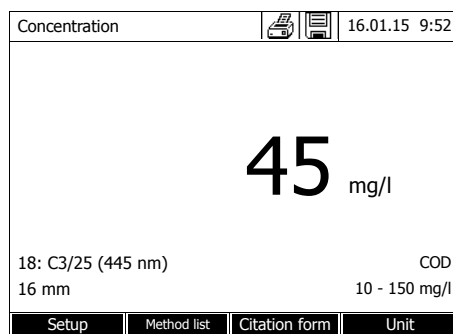 Concentration 16.01.15 9:52
45 mg/l
18: C3/25 (445 nm) COD
16 mm 10 - 150 mg/l
Setup Method list Citation form Unit